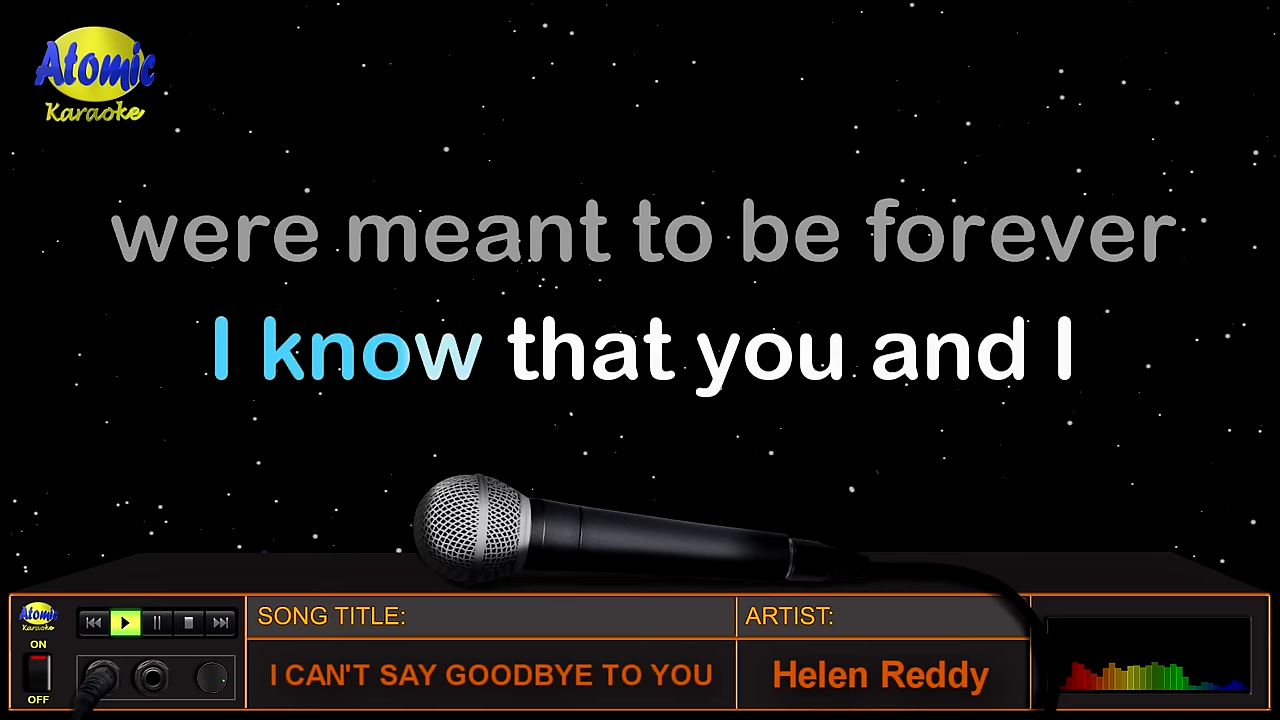 Atomic
Karaoke
were meant to be forever
I know that you and I
Atomic
Karaoke
ON
OFF
SONG TITLE:
I CAN'T SAY GOODBYE TO YOU
ARTIST:
Helen Reddy